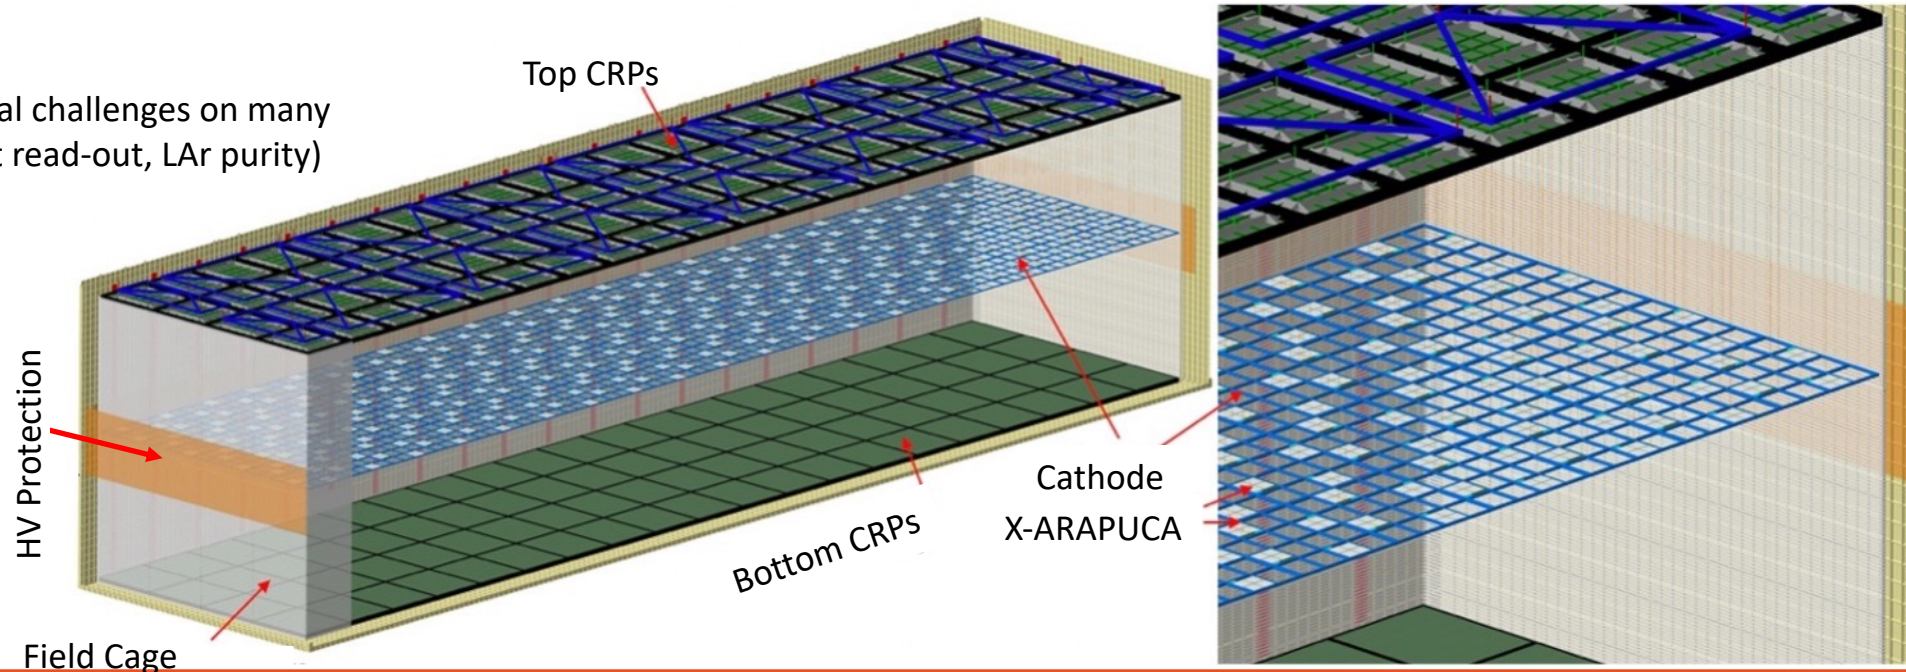 Top CRPs
al challenges on many
read-out, LAr purity)
HV Protection
Cathode
X-ARAPUCA
Bottom CRPs
Field Cage